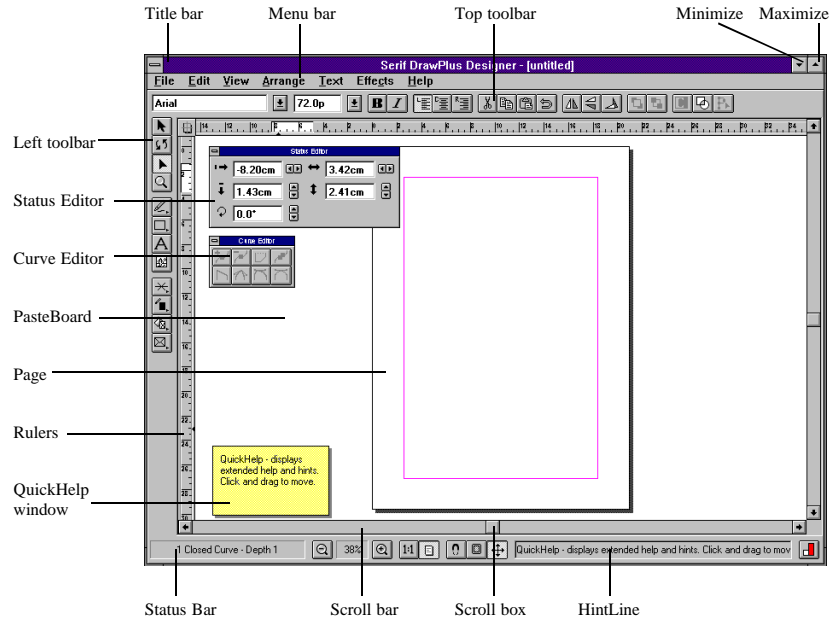 Title bar Menu bar Top toolbar Minimize Maximize
Serif DrawPlus Designer - [untitled]
File Edit View Arrange Text Effects Help
Arial 72.0p B I
Left toolbar
Status Editor
-8.20cm 3.42cm
1.43cm 2.41cm
0.0°
Status Editor
Curve Editor
Curve Editor
A
PasteBoard
Page
Rulers
QuickHelp - displays
extended help and hints.
Click and drag to move.
QuickHelp
window
1 Closed Curve - Depth 1 38% 1:1 QuickHelp - displays extended help and hints. Click and drag to mov
Status Bar Scroll bar Scroll box HintLine